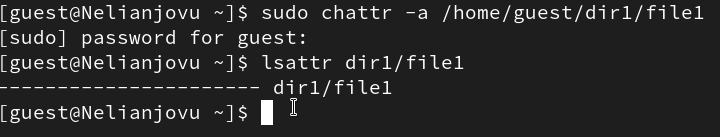 [guest@Nelianjovu ~]$ sudo chattr -a /home/guest/dir1/file1
[sudo] password for guest:
[guest@Nelianjovu ~]$ lsattr dir1/file1
---------------------- dir1/file1
[guest@Nelianjovu ~]$